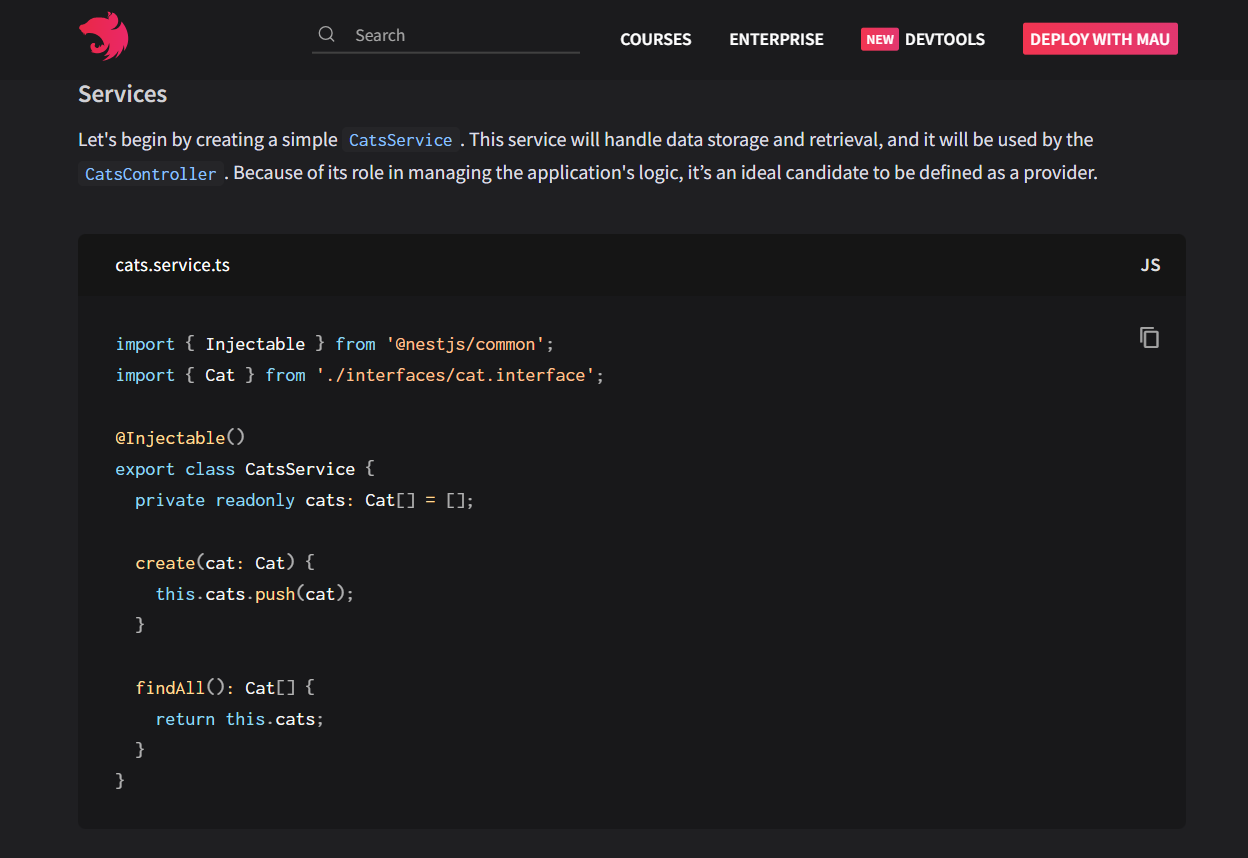 Search
COURSES
ENTERPRISE
NEW DEVTOOLS
DEPLOY WITH MAU
Services
Let's begin by creating a simple CatsService . This service will handle data storage and retrieval, and it will be used by the
CatsController . Because of its role in managing the application's logic, it’s an ideal candidate to be defined as a provider.
cats.service.ts
JS
import { Injectable } from '@nestjs/common';
import { Cat } from './interfaces/cat.interface';
@Injectable()
export class CatsService {
  private readonly cats: Cat[] = [];
  create(cat: Cat) {
    this.cats.push(cat);
  }
  findAll(): Cat[] {
    return this.cats;
  }
}